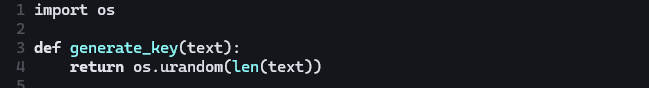 1 import os
2
3 def generate_key(text):
4     return os.urandom(len(text))
5